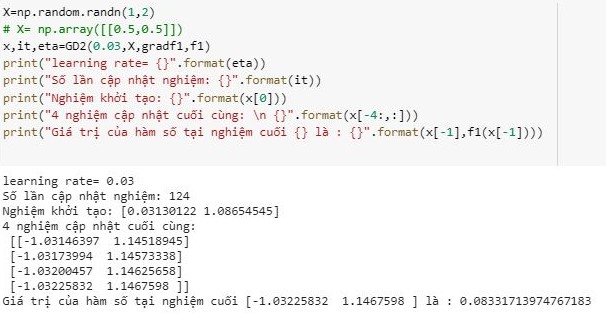 X=np.random.randn(1,2)
# X= np.array([[0.5,0.5]])
x,it,eta=GD2(0.03,X,gradf1,f1)
print("learning rate= {}".format(eta))
print("Số lần cập nhật nghiệm: {}".format(it))
print("Nghiệm khởi tạo: {}".format(x[0]))
print("4 nghiệm cập nhật cuối cùng: \n {}".format(x[-4:,:]))
print("Giá trị của hàm số tại nghiệm cuối {} là : {}".format(x[-1],f1(x[-1])))
learning rate= 0.03
Số lần cập nhật nghiệm: 124
Nghiệm khởi tạo: [0.03130122 1.08654545]
4 nghiệm cập nhật cuối cùng:
[[-1.03146397 1.14518945]
[-1.03173994 1.14573338]
[-1.03200457 1.14625658]
[-1.03225832 1.1467598 ]]
Giá trị của hàm số tại nghiệm cuối [-1.03225832 1.1467598 ] là : 0.08331713974767183